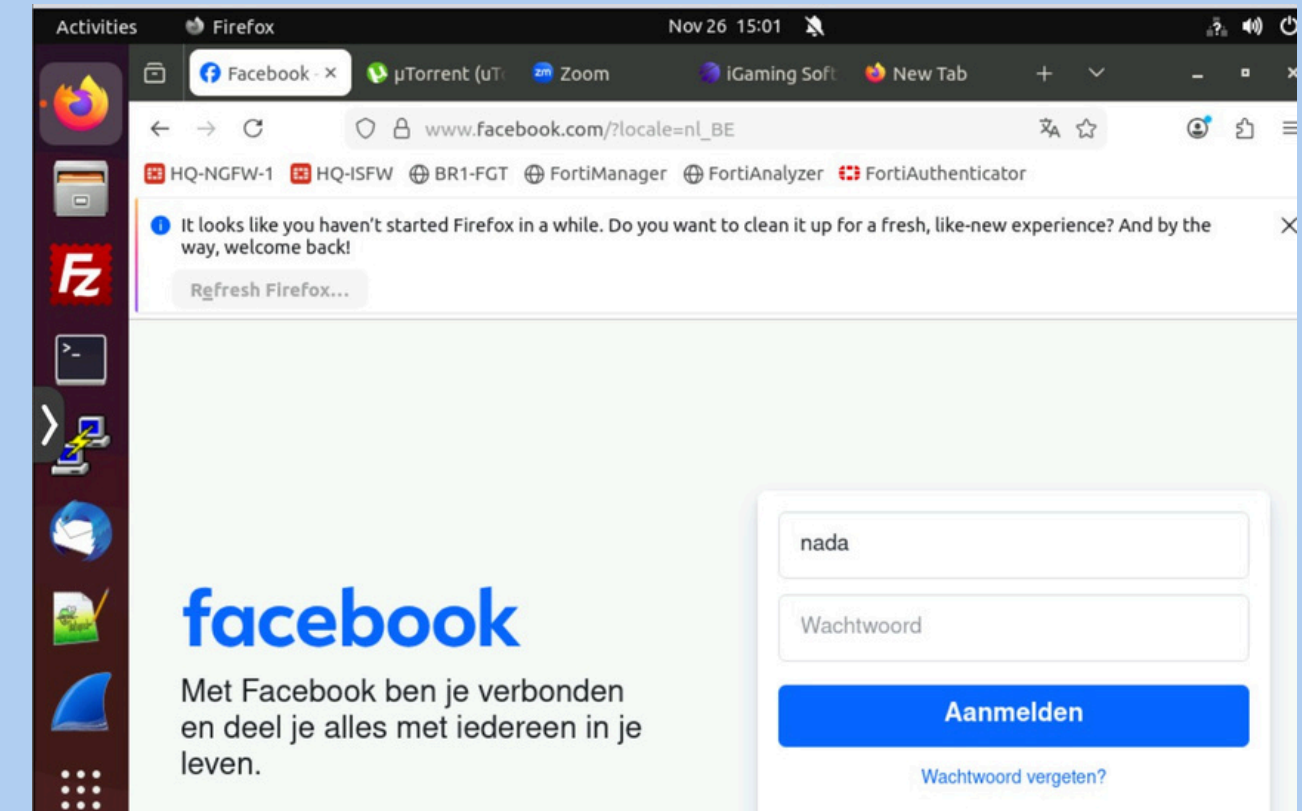 Activities Firefox Nov 26 15:01
Facebook - µTorrent (uTo Zoom iGaming Soft New Tab
www.facebook.com/?locale=nl_BE
HQ-NGFW-1 HQ-ISFW BR1-FGT FortiManager FortiAnalyzer FortiAuthenticator
It looks like you haven't started Firefox in a while. Do you want to clean it up for a fresh, like-new experience? And by the
way, welcome back!
Refresh Firefox...
nada
Wachtwoord
facebook
Met Facebook ben je verbonden
en deel je alles met iedereen in je
leven.
Aanmelden
Wachtwoord vergeten?